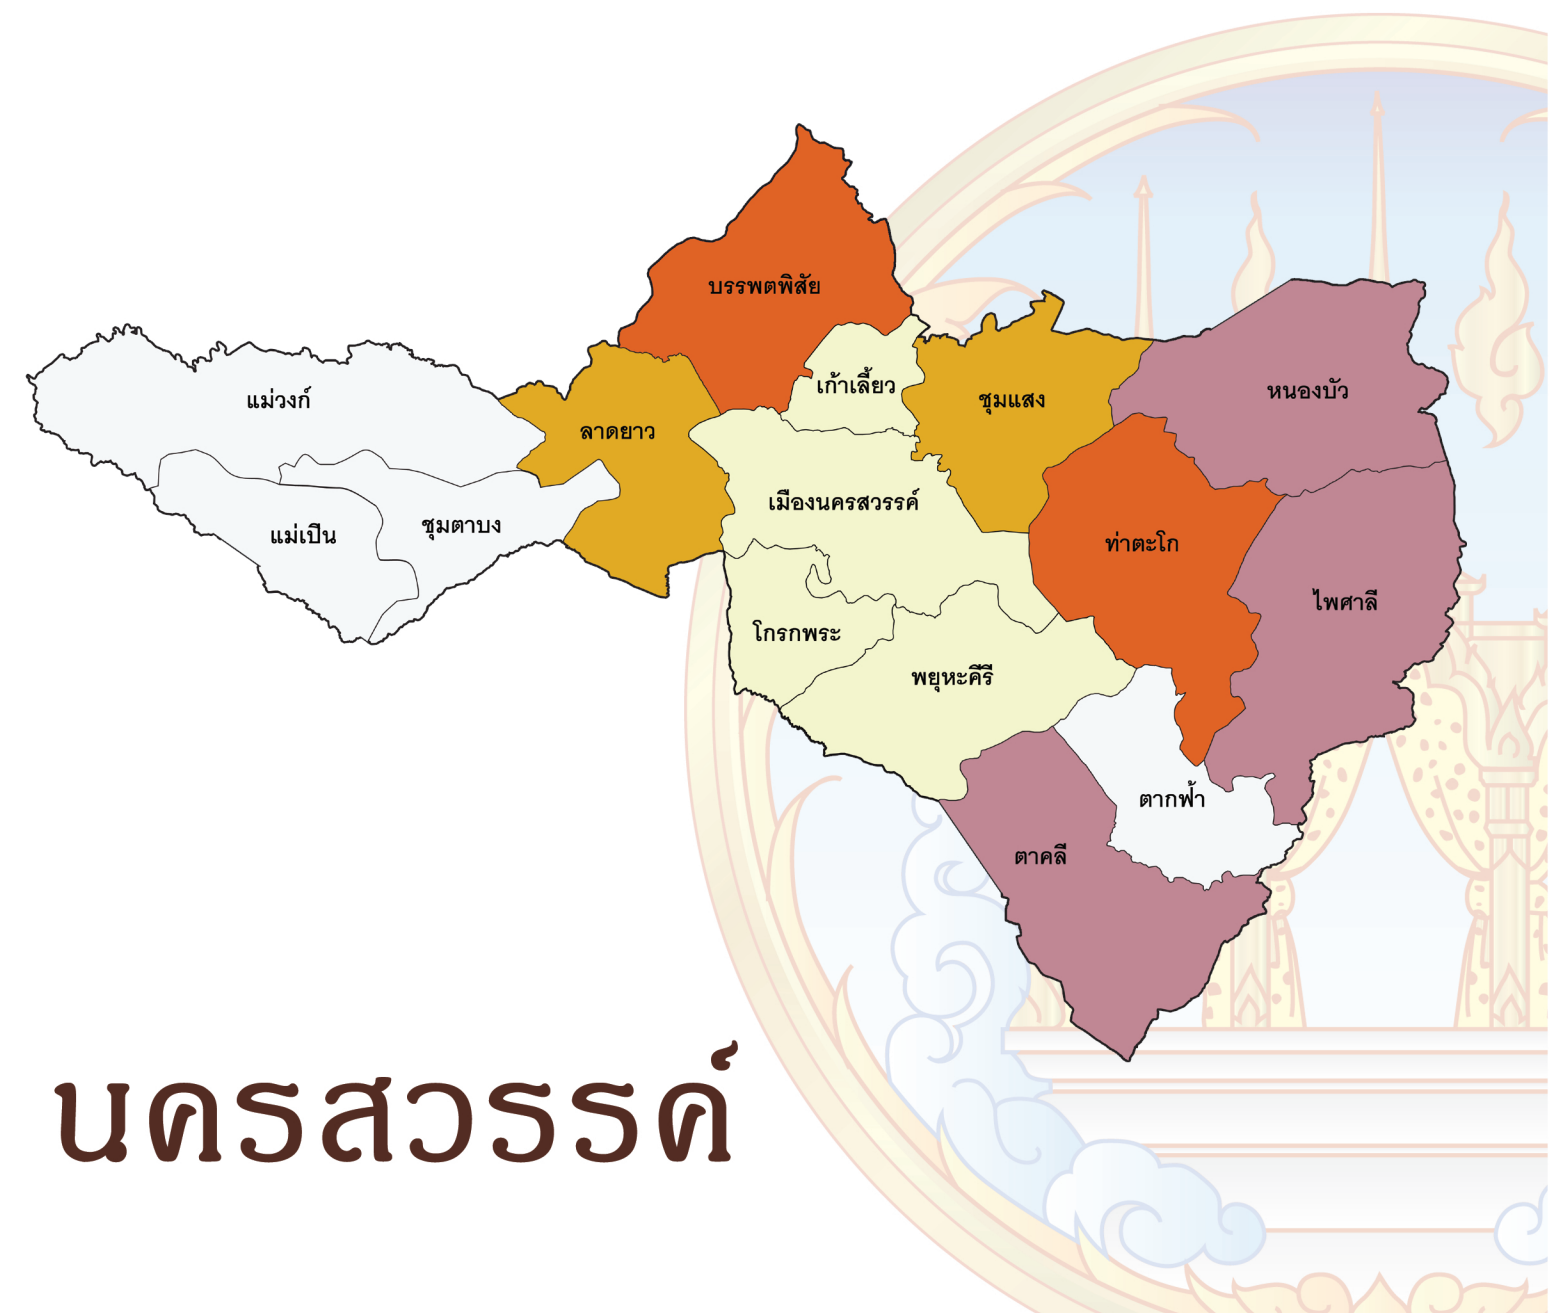 บรรพตพิสัย
เก้าเลี้ยว
ชุมแสง
หนองบัว
แม่วงก์
ลาดยาว
เมืองนครสวรรค์
แม่เปิน
ชุมตาบง
ท่าตะโก
ไพศาลี
โกรกพระ
พยุหะคีรี
ตากฟ้า
ตาคลี
นครสวรรค์